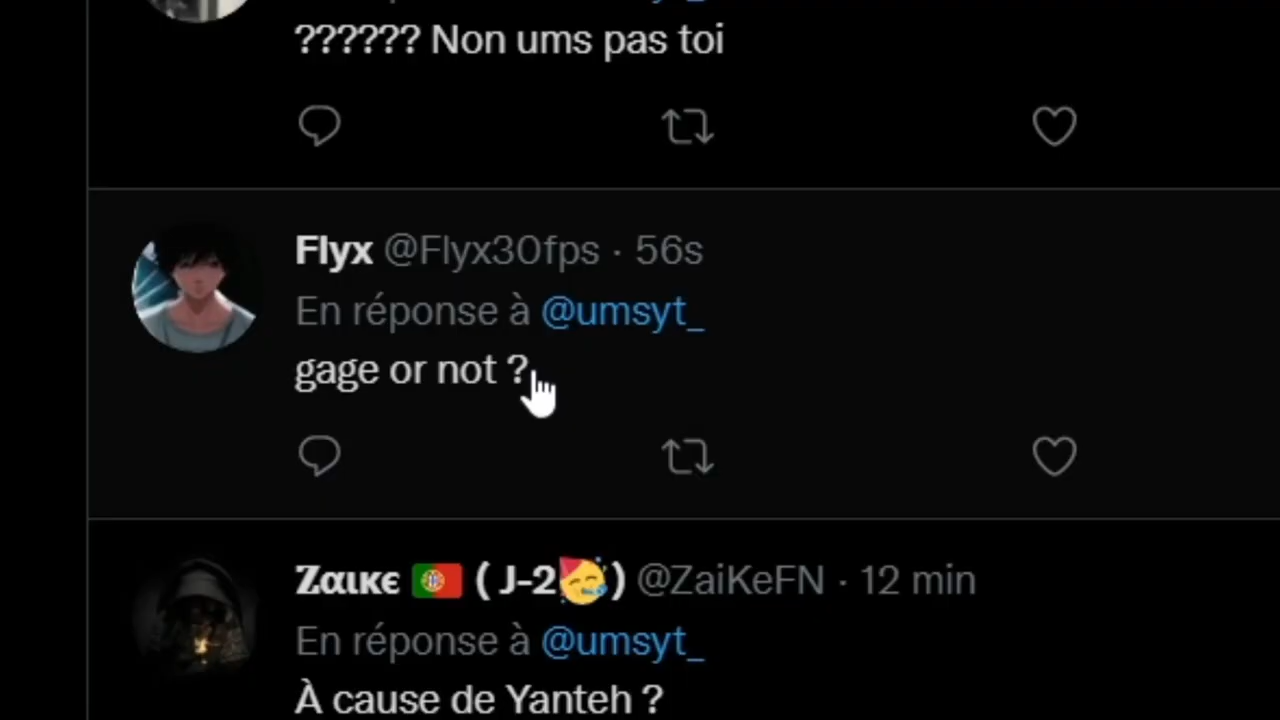 ?????? Non ums pas toi
Flyx @Flyx30fps · 56s
En réponse à @umsyt_
gage or not ?
Zαικє 🇵🇹 ( J-2🥳) @ZaiKeFN · 12 min
En réponse à @umsyt_
À cause de Yanteh ?